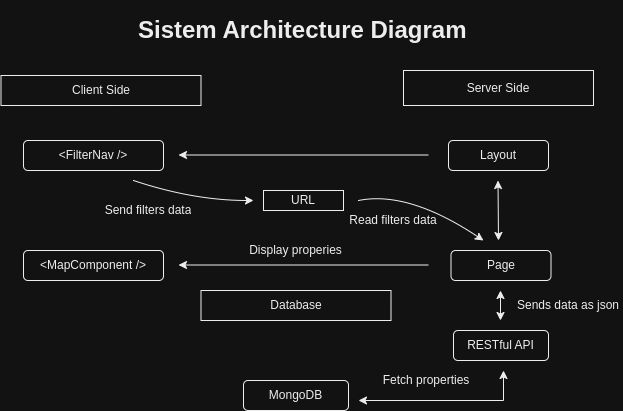 Sistem Architecture Diagram
Client Side
Server Side
<FilterNav />
Layout
Send filters data
URL
Read filters data
Display properies
<MapComponent />
Page
Database
Sends data as json
RESTful API
Fetch properties
MongoDB